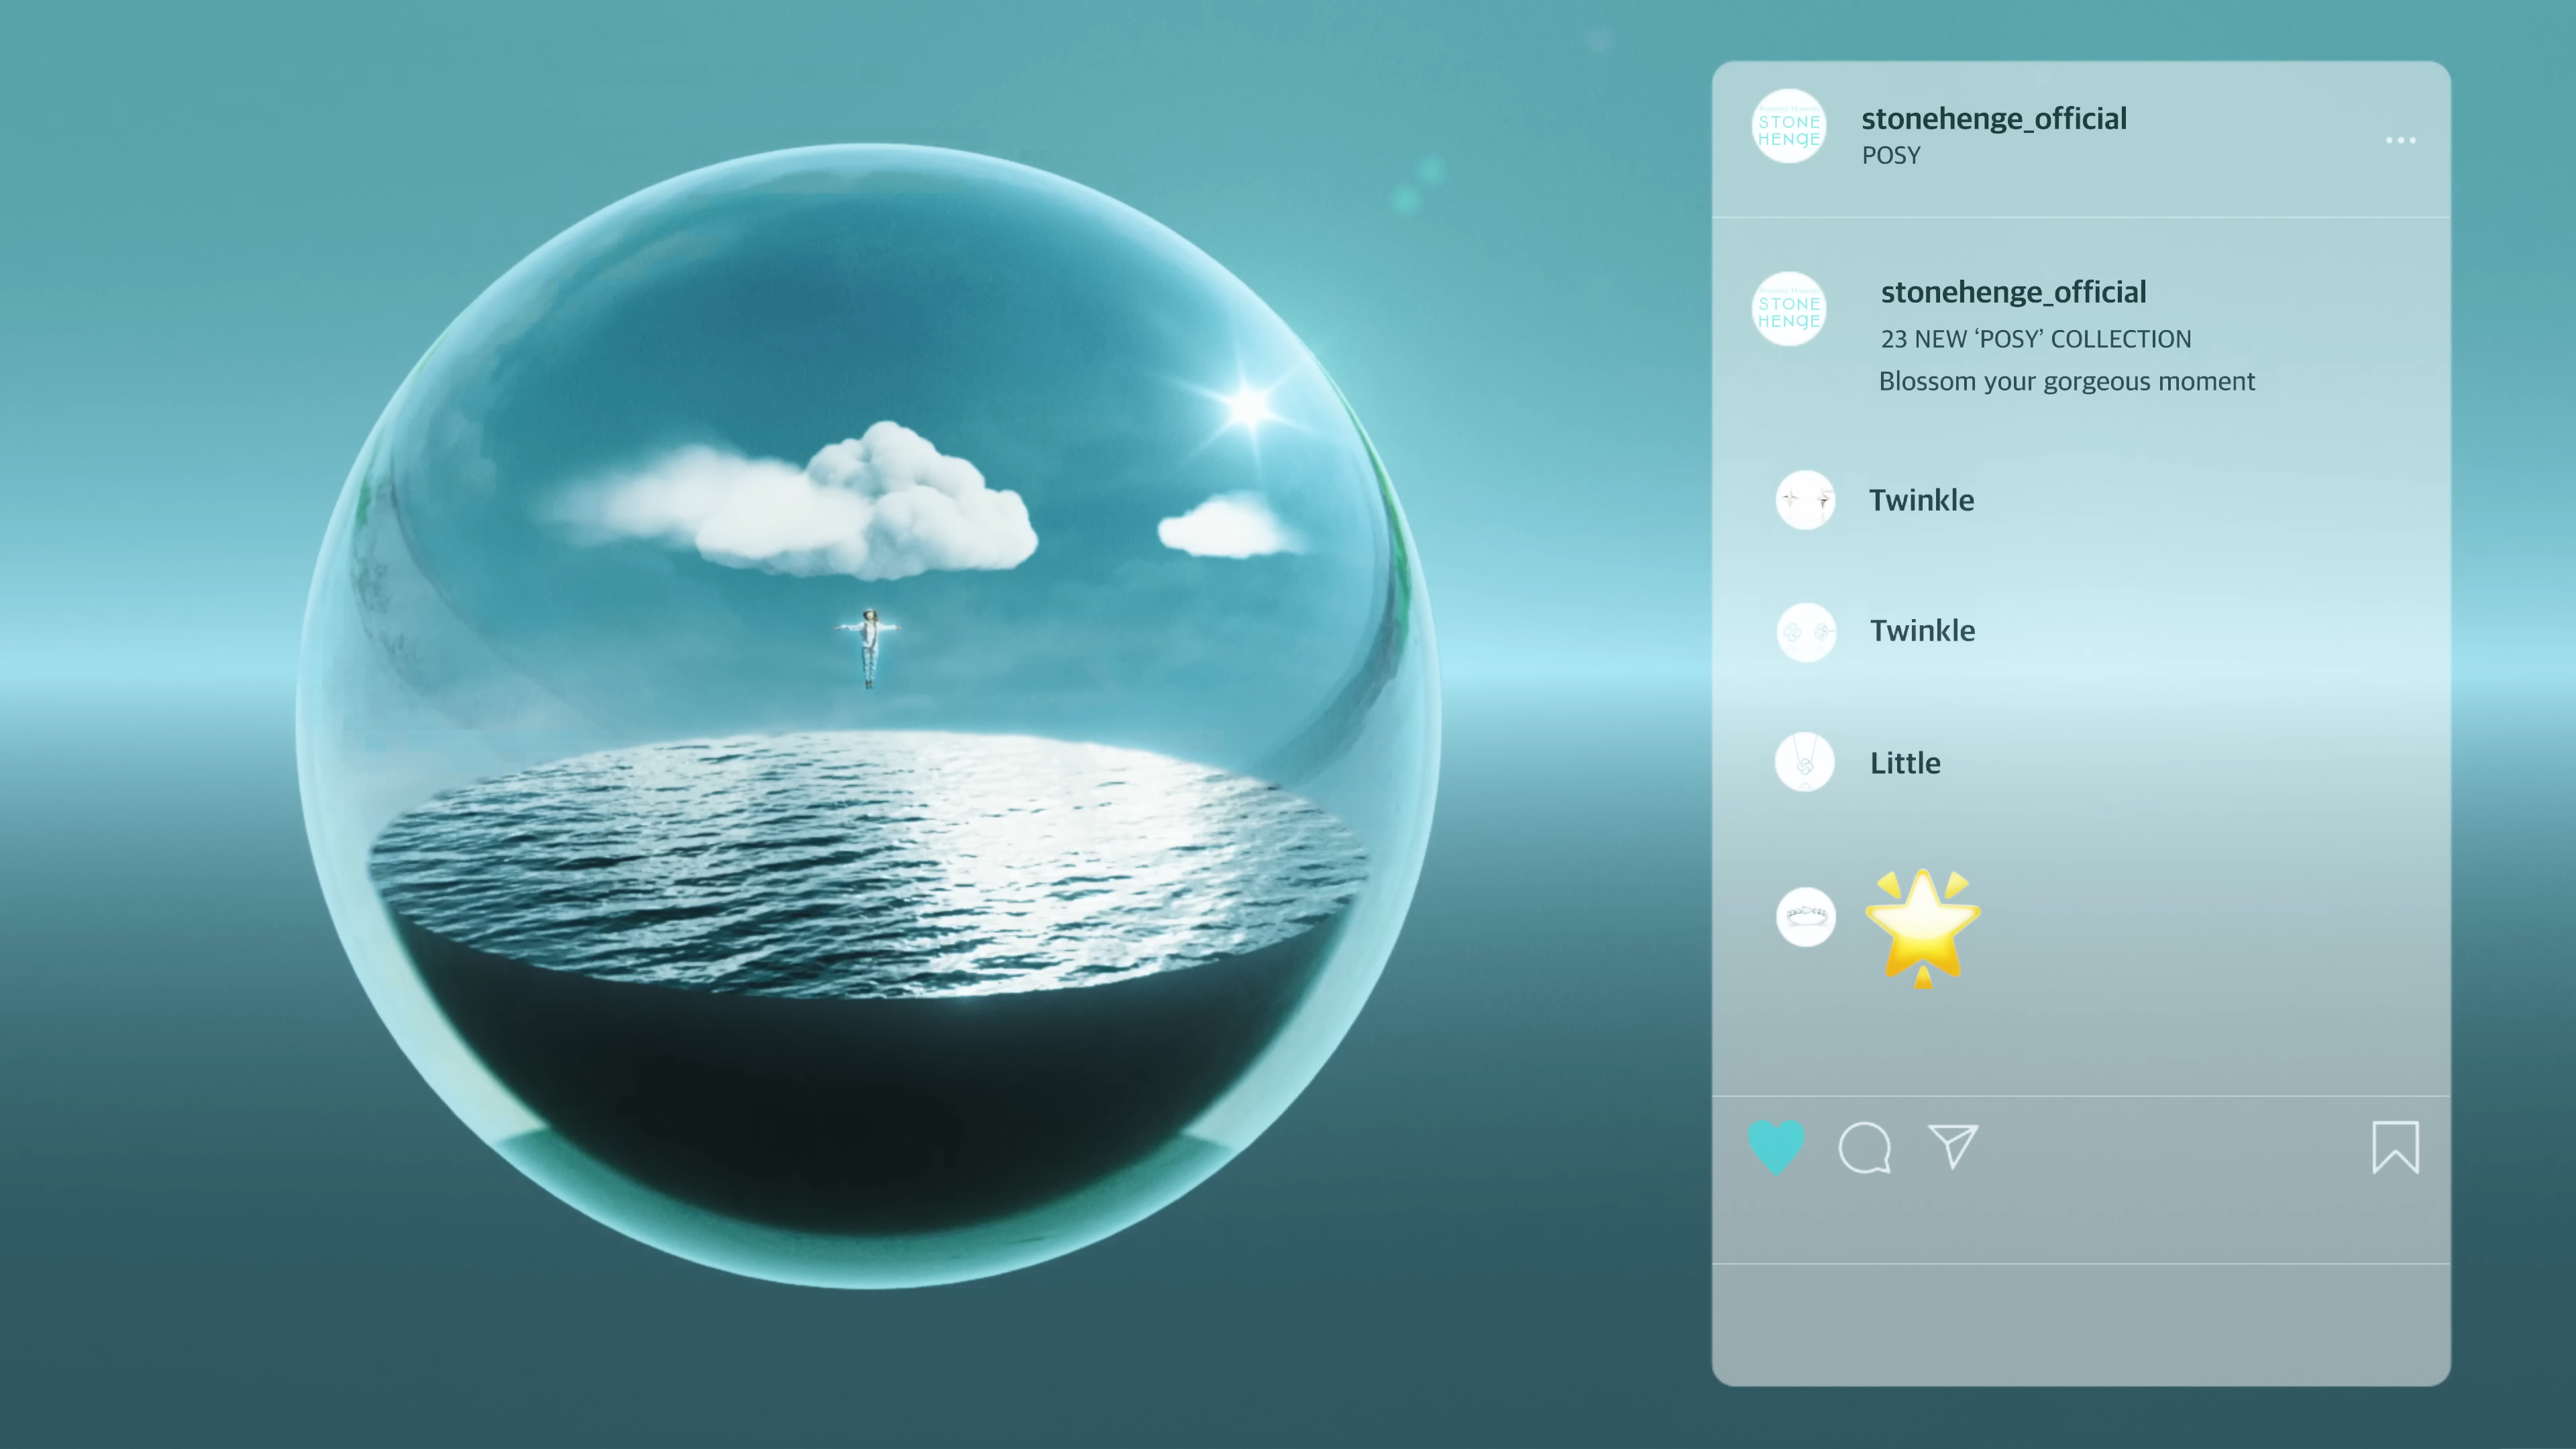 STONE
HENGE
stonehenge_official
POSY
STONE
HENGE
stonehenge_official
23 NEW ‘POSY’ COLLECTION
Blossom your gorgeous moment
Twinkle
Twinkle
Little